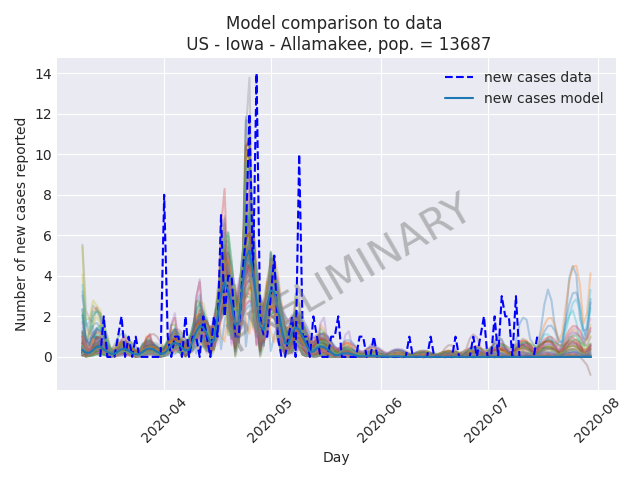 Model comparison to data
US - Iowa - Allamakee, pop. = 13687
14
12
10
8
6
4
2
0
Number of new cases reported
new cases data
new cases model
PRELIMINARY
2020-04
2020-05
2020-06
2020-07
2020-08
Day